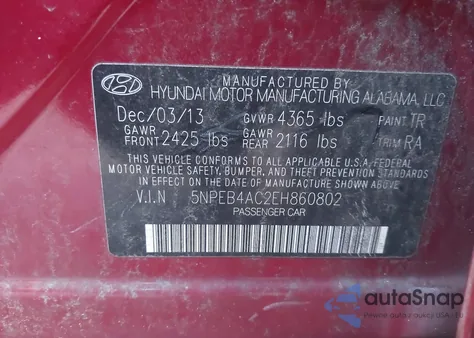 MANUFACTURED BY
HYUNDAI MOTOR MANUFACTURING ALABAMA, LLC
Dec/03/13 GVWR 4365 lbs PAINT TR
GAWR FRONT 2425 lbs GAWR REAR 2116 lbs TRIM RA
THIS VEHICLE CONFORMS TO ALL APPLICABLE U.S.A FEDERAL
MOTOR VEHICLE SAFETY, BUMPER, AND THEFT PREVENTION
STANDARDS IN EFFECT ON THE DATE OF MANUFACTURE SHOWN ABOVE.
V.I.N 5NPEB4AC2EH860802
PASSENGER CAR
autoSnap